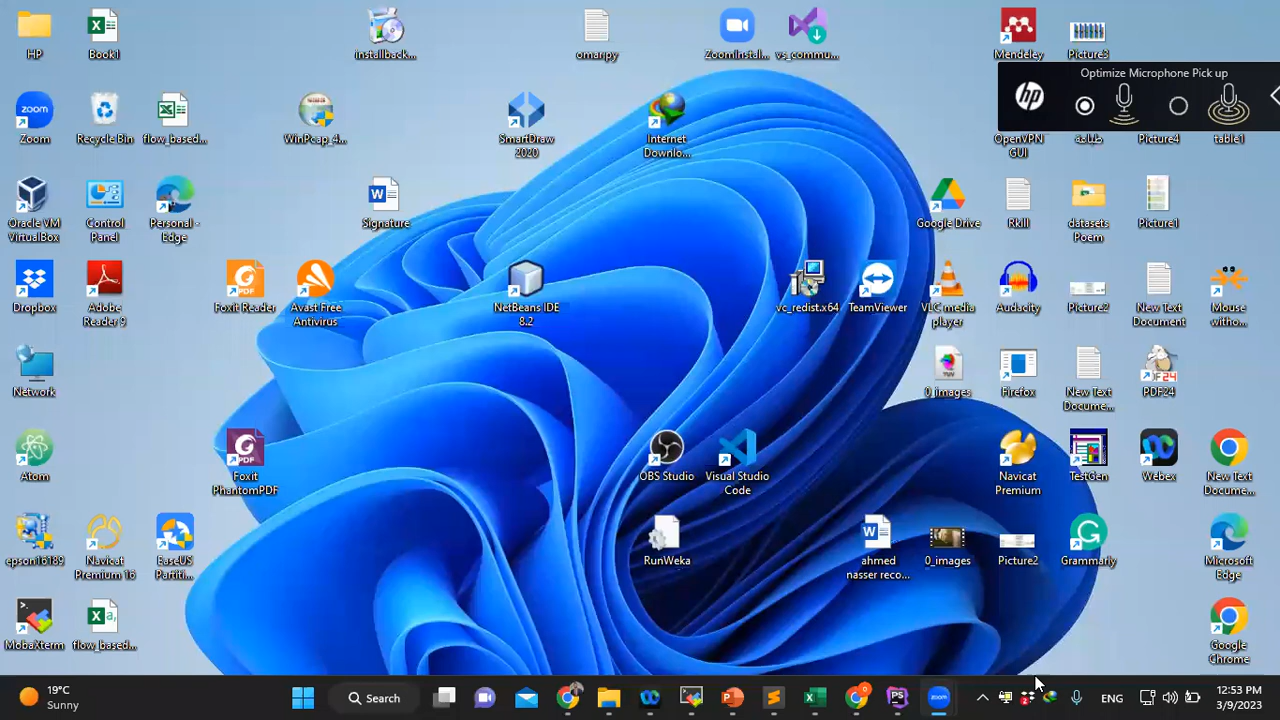 HP
Book1
installback...
omar.py
ZoomInstal...
vs_commu...
Mendeley
Picture3
Optimize Microphone Pick up
hp
zoom
Zoom
Recycle Bin
flow_based...
WinPcap_4...
SmartDraw
2020
Internet
Downlo...
OpenVPN
GUI
Picture4
table1
Oracle VM
VirtualBox
Control
Panel
Personal -
Edge
Signature
Google Drive
Rkill
datasets
Poem
Picture1
Dropbox
Adobe
Reader 9
Foxit Reader
Avast Free
Antivirus
NetBeans IDE
8.2
vc_redist.x64
TeamViewer
VLC media
player
Audacity
Picture2
New Text
Document
Mouse
witho...
Network
0_images
Firefox
New Text
Docume...
PDF24
Atom
Foxit
PhantomPDF
OBS Studio
Visual Studio
Code
Navicat
Premium
TestGen
Webex
New Text
Docume...
epson16189
Navicat
Premium 16
EaseUS
Partiti...
RunWeka
ahmed
nasser reco...
0_images
Picture2
Grammarly
Microsoft
Edge
MobaXterm
flow_based...
Google
Chrome
19°C
Sunny
Search
zoom
ENG
12:53 PM
3/9/2023